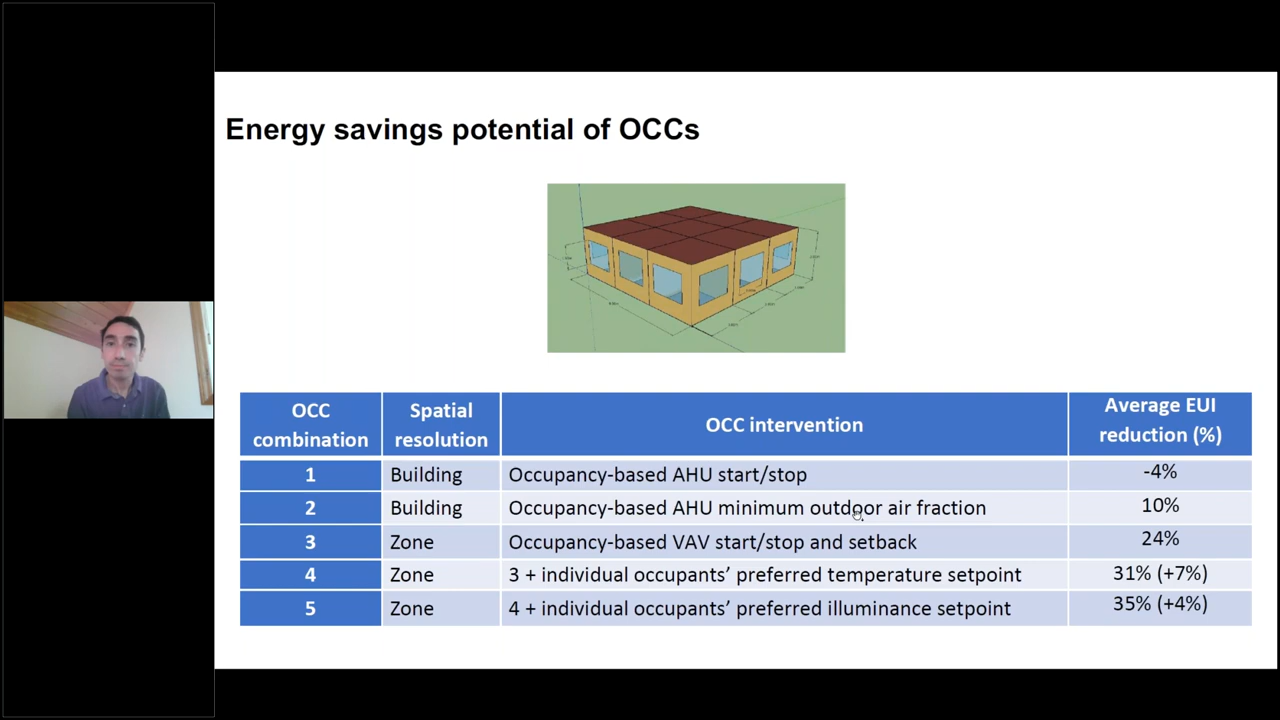 Energy savings potential of OCCs
OCC combination
Spatial resolution
OCC intervention
Average EUI reduction (%)
1 Building Occupancy-based AHU start/stop -4%
2 Building Occupancy-based AHU minimum outdoor air fraction 10%
3 Zone Occupancy-based VAV start/stop and setback 24%
4 Zone 3 + individual occupants’ preferred temperature setpoint 31% (+7%)
5 Zone 4 + individual occupants’ preferred illuminance setpoint 35% (+4%)